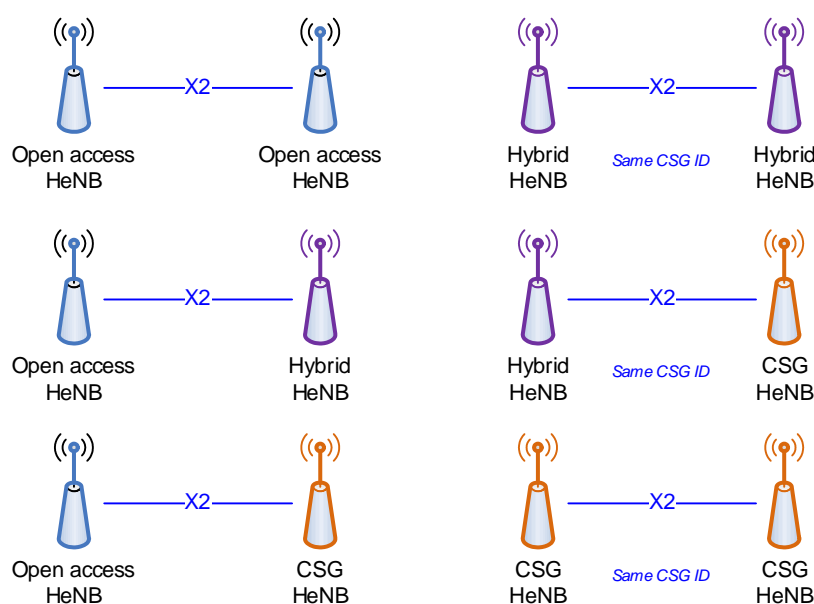 X2
Open access
HeNB
Open access
HeNB
X2
Hybrid
HeNB
Same CSG ID
Hybrid
HeNB
X2
Open access
HeNB
Hybrid
HeNB
X2
Hybrid
HeNB
Same CSG ID
CSG
HeNB
X2
Open access
HeNB
CSG
HeNB
X2
CSG
HeNB
Same CSG ID
CSG
HeNB